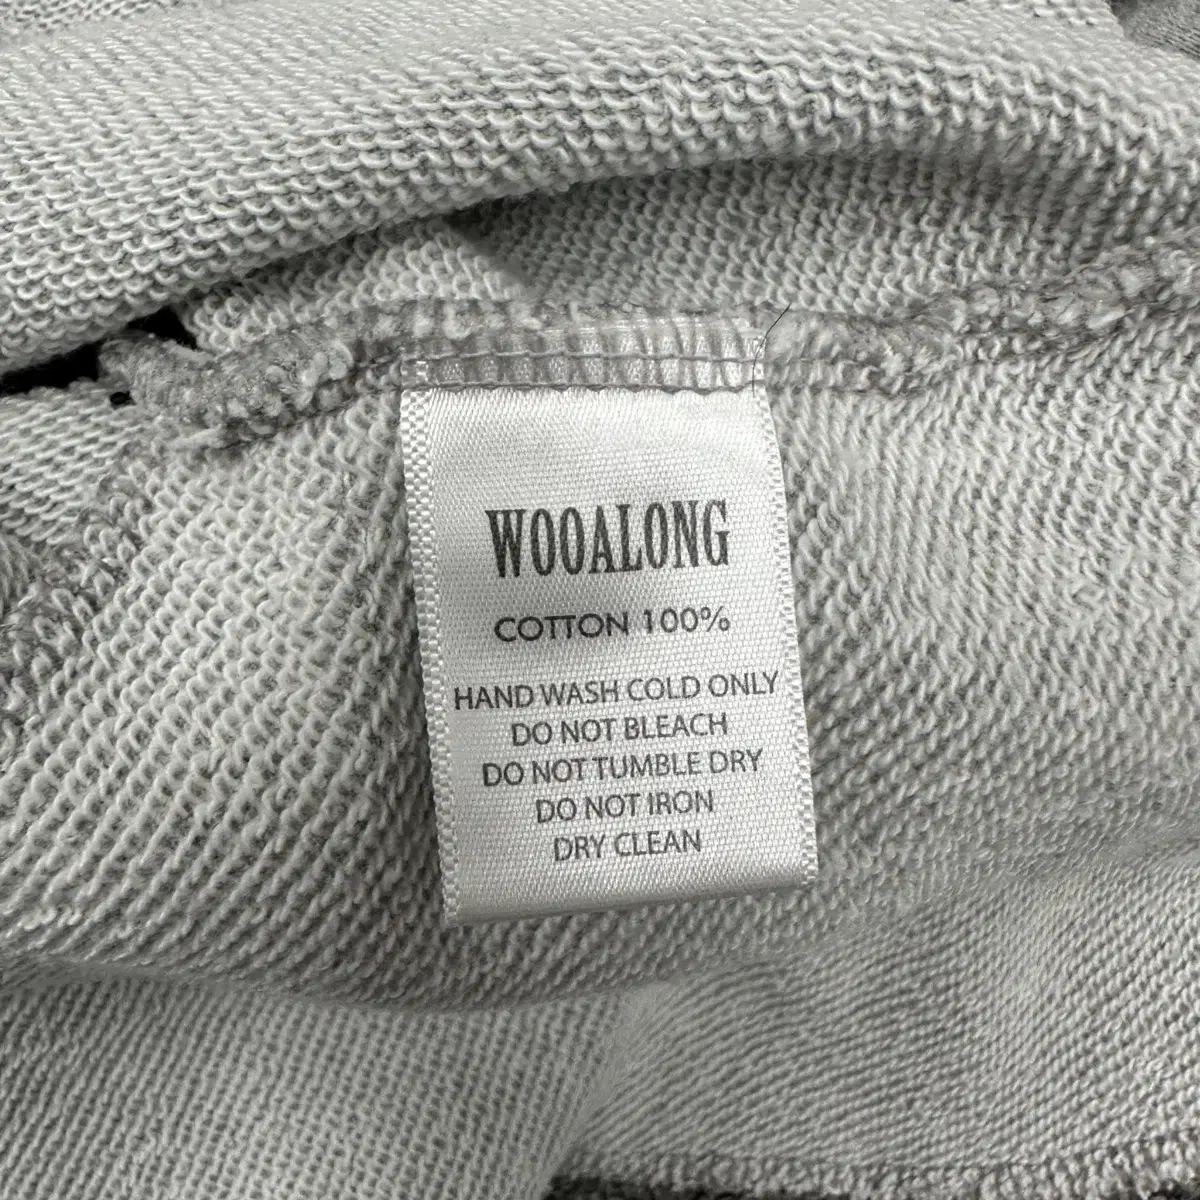 WOOALONG
COTTON 100%
HAND WASH COLD ONLY
DO NOT BLEACH
DO NOT TUMBLE DRY
DO NOT IRON
DRY CLEAN